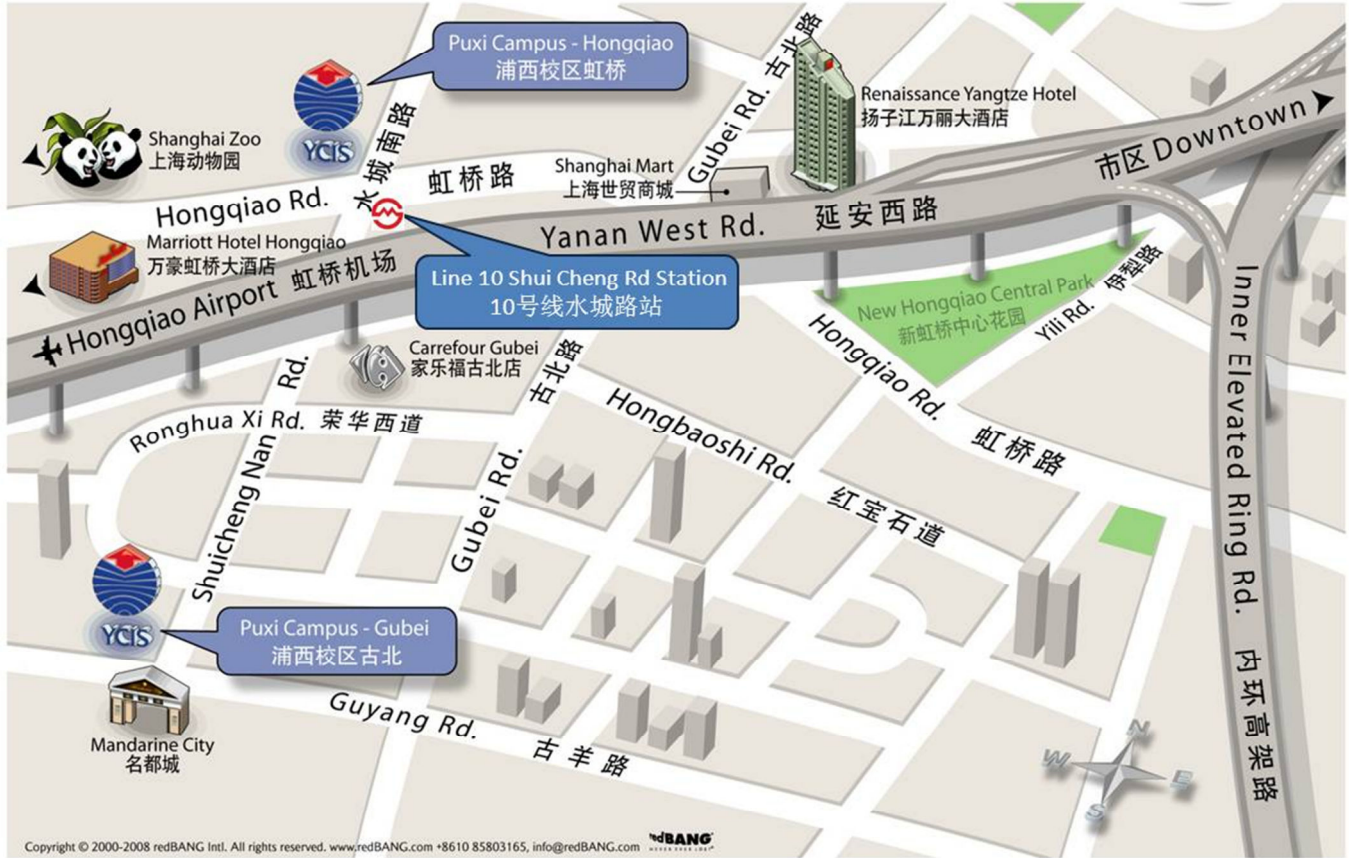 Puxi Campus - Hongqiao
浦西校区虹桥
YCIS
Shanghai Zoo
上海动物园
水城南路
Gubei Rd. 古北路
Renaissance Yangtze Hotel
扬子江万丽大酒店
市区 Downtown
Shanghai Mart
上海世贸商城
Hongqiao Rd. 虹桥路
Yanan West Rd. 延安西路
Marriott Hotel Hongqiao
万豪虹桥大酒店
Hongqiao Airport 虹桥机场
Line 10 Shui Cheng Rd Station
10号线水城路站
New Hongqiao Central Park
新虹桥中心花园
Yili Rd. 伊犁路
Carrefour Gubei
家乐福古北店
Hongqiao Rd. 虹桥路
Inner Elevated Ring Rd. 内环高架路
Ronghua Xi Rd. 荣华西道
Shuicheng Nan Rd.
Gubei Rd. 古北路
Hongbaoshi Rd. 红宝石道
YCIS
Puxi Campus - Gubei
浦西校区古北
Mandarine City
名都城
Guyang Rd. 古羊路
N
W
E
S
Copyright © 2000-2008 redBANG Intl. All rights reserved. www.redBANG.com +8610 85803165, info@redBANG.com
redBANG
NEVER EVER LOST